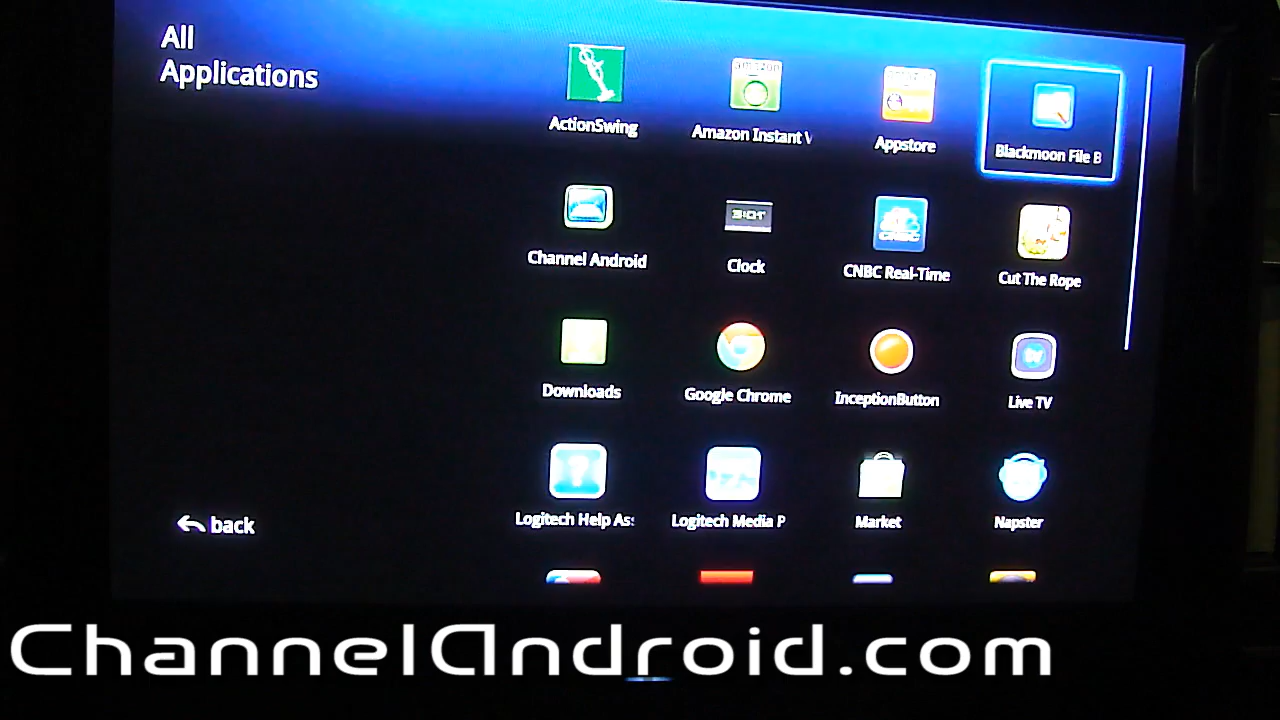 All
Applications
ActionSwing
Amazon Instant V
Appstore
Blackmoon File B
Channel Android
Clock
CNBC Real-Time
Cut The Rope
Downloads
Google Chrome
InceptionButton
Live TV
Logitech Help As
Logitech Media P
Market
Napster
back
ChannelAndroid.com